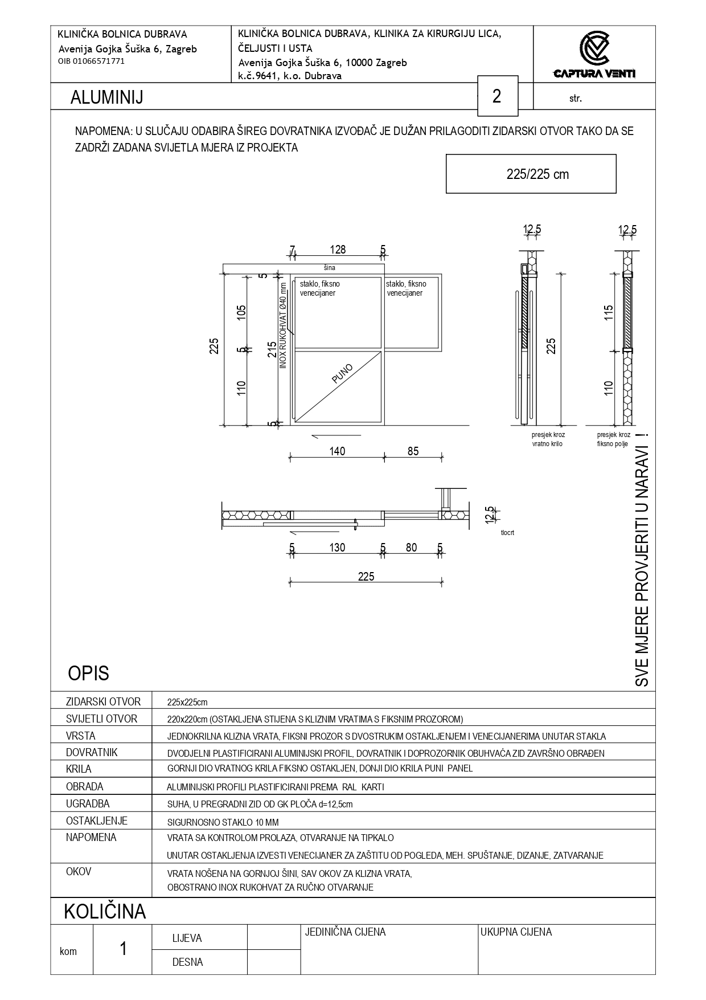 KLINIČKA BOLNICA DUBRAVA
Avenija Gojka Šuška 6, Zagreb
OIB 01066571771
KLINIČKA BOLNICA DUBRAVA, KLINIKA ZA KIRURGIJU LICA,
ČELJUSTI I USTA
Avenija Gojka Šuška 6, 10000 Zagreb
k.č.9641, k.o. Dubrava
CAPTURA VENTI
ALUMINIJ
2
str.
NAPOMENA: U SLUČAJU ODABIRA ŠIREG DOVRATNIKA IZVOĐAČ JE DUŽAN PRILAGODITI ZIDARSKI OTVOR TAKO DA SE
ZADRŽI ZADANA SVIJETLA MJERA IZ PROJEKTA
225/225 cm
12.5
12.5
7
128
5
šina
5
staklo, fiksno
venecijaner
staklo, fiksno
venecijaner
INOX RUKOHVAT Ø40 mm
105
225
5
215
110
5
PUNO
225
115
110
presjek kroz
vratno krilo
presjek kroz
fiksno polje
140
85
12.5
tlocrt
5
130
5
80
5
225
SVE MJERE PROVJERITI U NARAVI !
OPIS
ZIDARSKI OTVOR
225x225cm
SVIJETLI OTVOR
220x220cm (OSTAKLJENA STIJENA S KLIZNIM VRATIMA S FIKSNIM PROZOROM)
VRSTA
JEDNOKRILNA KLIZNA VRATA, FIKSNI PROZOR S DVOSTRUKIM OSTAKLJENJEM I VENECIJANERIMA UNUTAR STAKLA
DOVRATNIK
DVODJELNI PLASTIFICIRANI ALUMINIJSKI PROFIL, DOVRATNIK I DOPROZORNIK OBUHVAĆA ZID ZAVRŠNO OBRAĐEN
KRILA
GORNJI DIO VRATNOG KRILA FIKSNO OSTAKLJEN, DONJI DIO KRILA PUNI PANEL
OBRADA
ALUMINIJSKI PROFILI PLASTIFICIRANI PREMA RAL KARTI
UGRADBA
SUHA, U PREGRADNI ZID OD GK PLOČA d=12,5cm
OSTAKLJENJE
SIGURNOSNO STAKLO 10 MM
NAPOMENA
VRATA SA KONTROLOM PROLAZA, OTVARANJE NA TIPKALO
UNUTAR OSTAKLJENJA IZVESTI VENECIJANER ZA ZAŠTITU OD POGLEDA, MEH. SPUŠTANJE, DIZANJE, ZATVARANJE
OKOV
VRATA NOŠENA NA GORNJOJ ŠINI, SAV OKOV ZA KLIZNA VRATA,
OBOSTRANO INOX RUKOHVAT ZA RUČNO OTVARANJE
KOLIČINA
kom
1
LIJEVA
DESNA
JEDINIČNA CIJENA
UKUPNA CIJENA